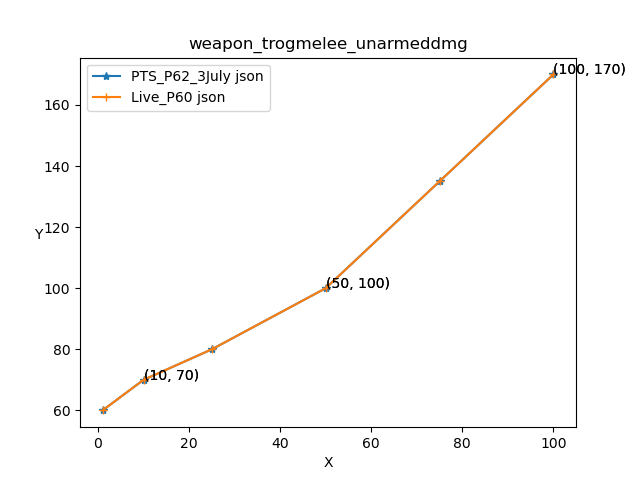 weapon_trogmelee_unarmeddmg
PTS_P62_3July json
Live_P60 json
(100, 170)
160
140
120
Y
100
(50, 100)
80
(10, 70)
60
0 20 40 60 80 100
X